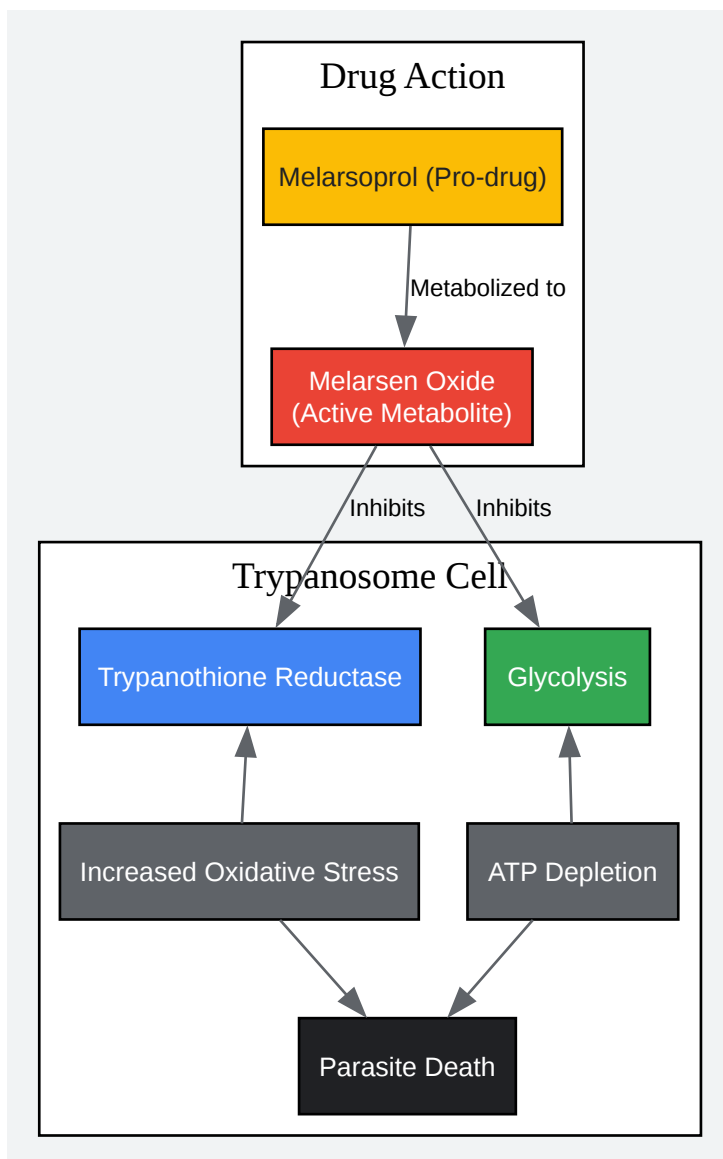 Drug Action
Melarsoprol (Pro-drug)
Metabolized to
Melarsen Oxide
(Active Metabolite)
Inhibits
Inhibits
Trypanosome Cell
Trypanothione Reductase
Glycolysis
Increased Oxidative Stress
ATP Depletion
Parasite Death